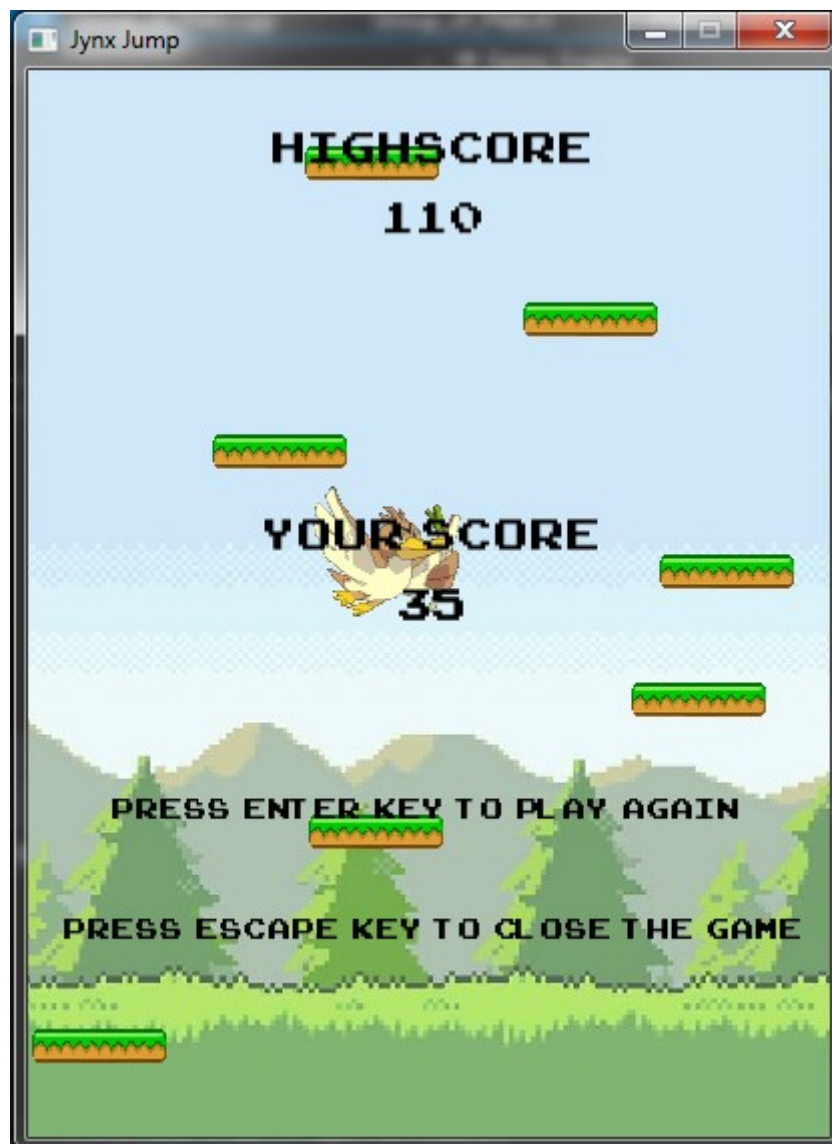 Jynx Jump
HIGHSCORE
110
YOUR SCORE
35
PRESS ENTER KEY TO PLAY AGAIN
PRESS ESCAPE KEY TO CLOSE THE GAME